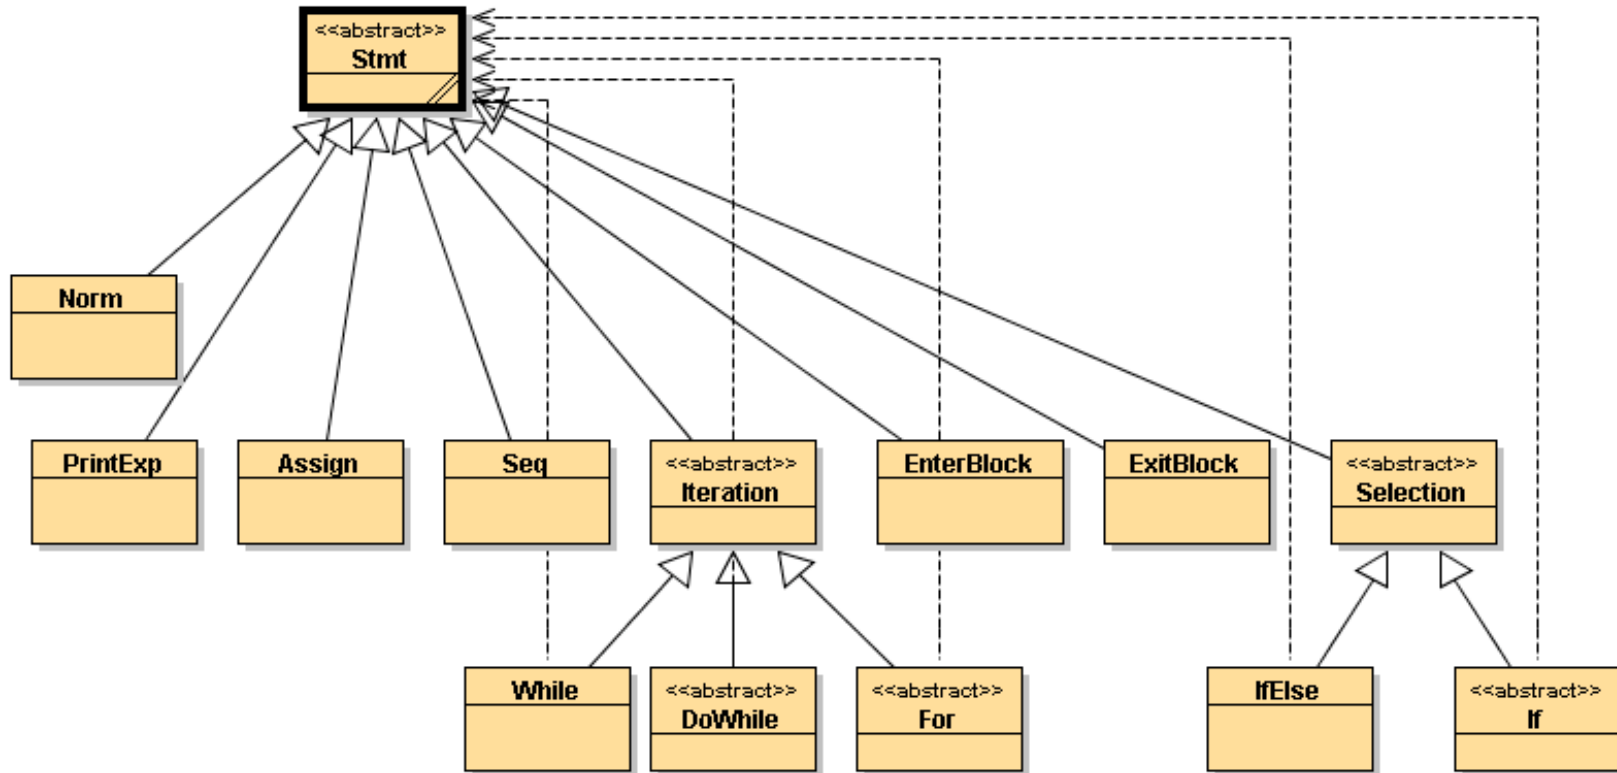 <<abstract>>
Stmt
Norm
PrintExp
Assign
Seq
<<abstract>>
Iteration
EnterBlock
ExitBlock
<<abstract>>
Selection
While
<<abstract>>
DoWhile
<<abstract>>
For
IfElse
<<abstract>>
If